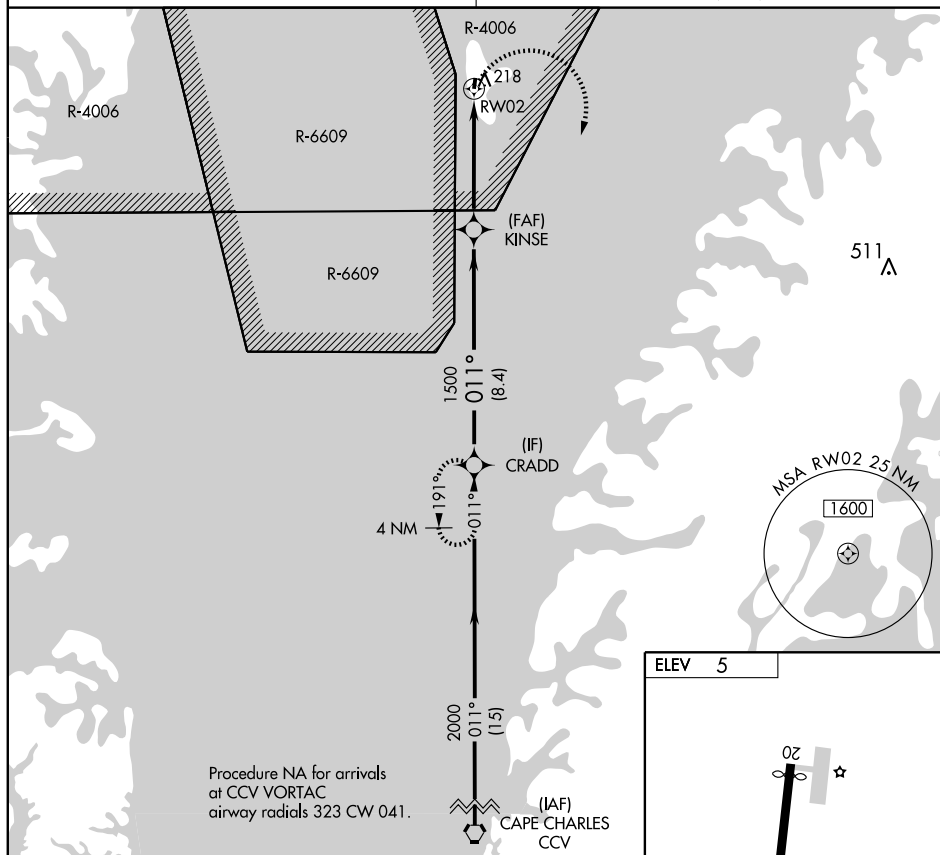 R-4006
218
RW02
R-4006
R-6609
(FAF)
KINSE
511
R-6609
1500
011°
(8.4)
(IF)
CRADD
191°
011°
4 NM
MSA RW02 25 NM
1600
ELEV 5
20
2000
011°
(15)
Procedure NA for arrivals
at CCV VORTAC
airway radials 323 CW 041.
(IAF)
CAPE CHARLES
CCV